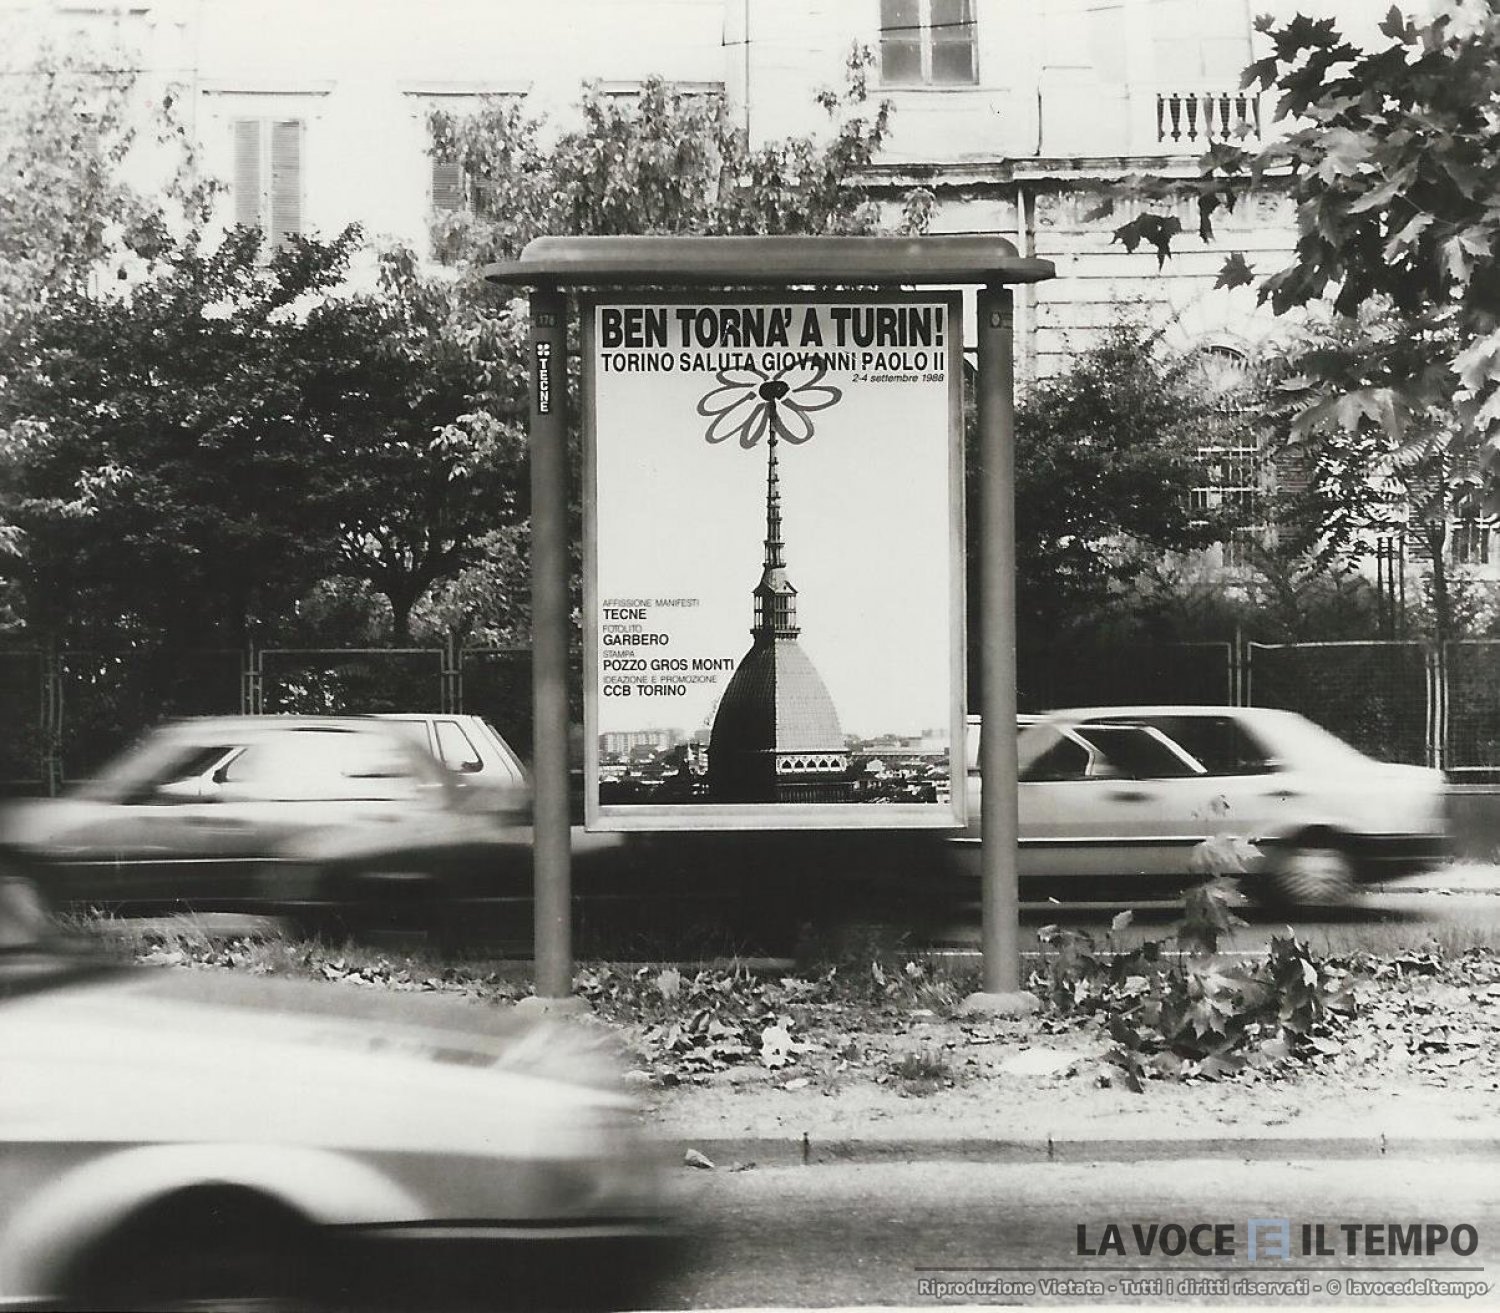 BEN TORNA' A TURIN!
TORINO SALUTA GIOVANNI PAOLO II
2-4 settembre 1988
TECNE
AFFISSIONE MANIFESTI
TECNE
FOTOLITO
GARBERO
STAMPA
POZZO GROS MONTI
IDEAZIONE E PROMOZIONE
CCB TORINO
LA VOCE E IL TEMPO
Riproduzione Vietata - Tutti i diritti riservati - © lavocedeltempo